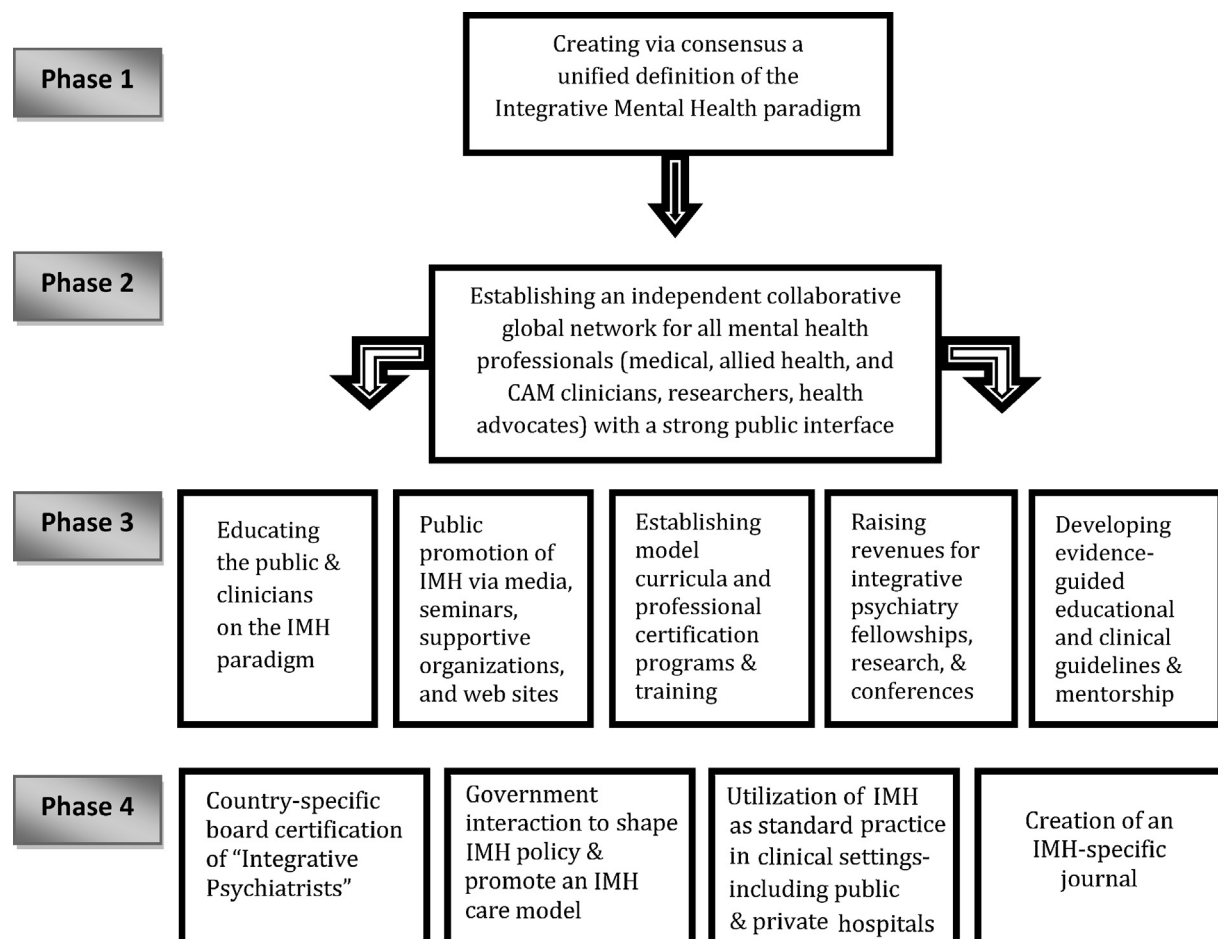 Phase 1
Creating via consensus a
unified definition of the
Integrative Mental Health paradigm
Phase 2
Establishing an independent collaborative
global network for all mental health
professionals (medical, allied health, and
CAM clinicians, researchers, health
advocates) with a strong public interface
Phase 3
Educating
the public &
clinicians
on the IMH
paradigm
Public
promotion of
IMH via media,
seminars,
supportive
organizations,
and web sites
Establishing
model
curricula and
professional
certification
programs &
training
Raising
revenues for
integrative
psychiatry
fellowships,
research, &
conferences
Developing
evidence-
guided
educational
and clinical
guidelines &
mentorship
Phase 4
Country-specific
board certification
of “Integrative
Psychiatrists”
Government
interaction to shape
IMH policy &
promote an IMH
care model
Utilization of IMH
as standard practice
in clinical settings-
including public
& private hospitals
Creation of an
IMH-specific
journal